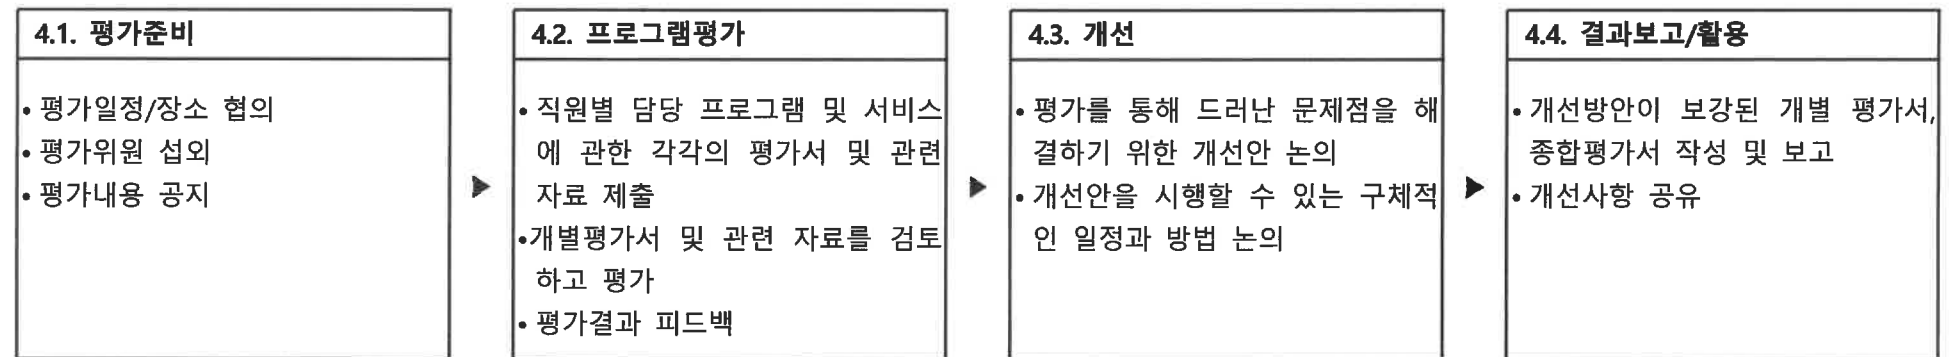 4.1. 평가준비
• 평가일정/장소 협의
• 평가위원 섭외
• 평가내용 공지
4.2. 프로그램평가
• 직원별 담당 프로그램 및 서비스
에 관한 각각의 평가서 및 관련
자료 제출
•개별평가서 및 관련 자료를 검토
하고 평가
• 평가결과 피드백
4.3. 개선
• 평가를 통해 드러난 문제점을 해
결하기 위한 개선안 논의
• 개선안을 시행할 수 있는 구체적
인 일정과 방법 논의
4.4. 결과보고/활용
• 개선방안이 보강된 개별 평가서,
종합평가서 작성 및 보고
• 개선사항 공유